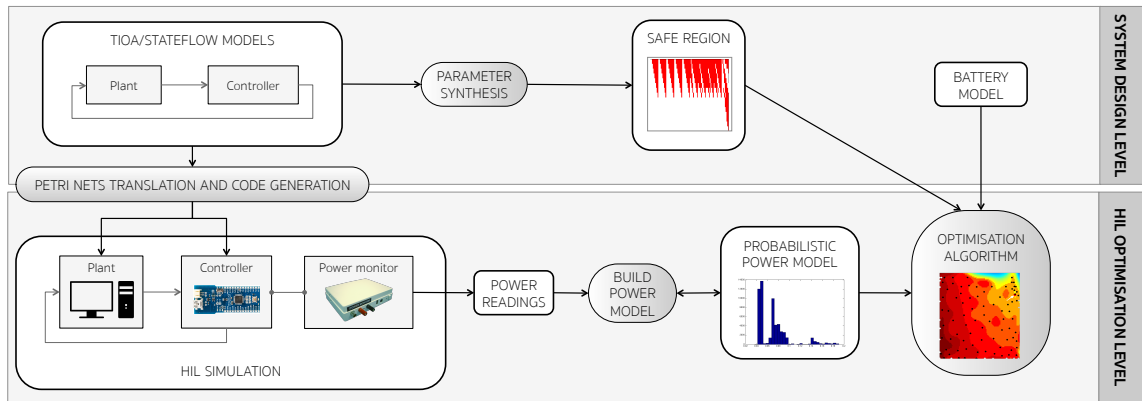 TIOA/STATEFLOW MODELS
Plant
Controller
PARAMETER
SYNTHESIS
SAFE REGION
BATTERY
MODEL
SYSTEM DESIGN LEVEL
PETRI NETS TRANSLATION AND CODE GENERATION
Plant
Controller
Power monitor
HIL SIMULATION
POWER
READINGS
BUILD
POWER
MODEL
PROBABILISTIC
POWER MODEL
OPTIMISATION
ALGORITHM
HIL OPTIMISATION LEVEL